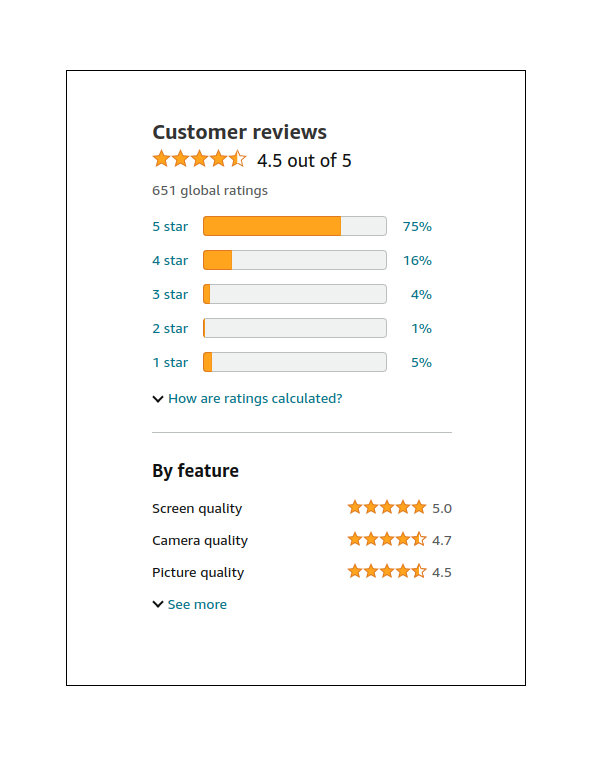 Customer reviews
4.5 out of 5
651 global ratings
5 star 75%
4 star 16%
3 star 4%
2 star 1%
1 star 5%
How are ratings calculated?
By feature
Screen quality 5.0
Camera quality 4.7
Picture quality 4.5
See more